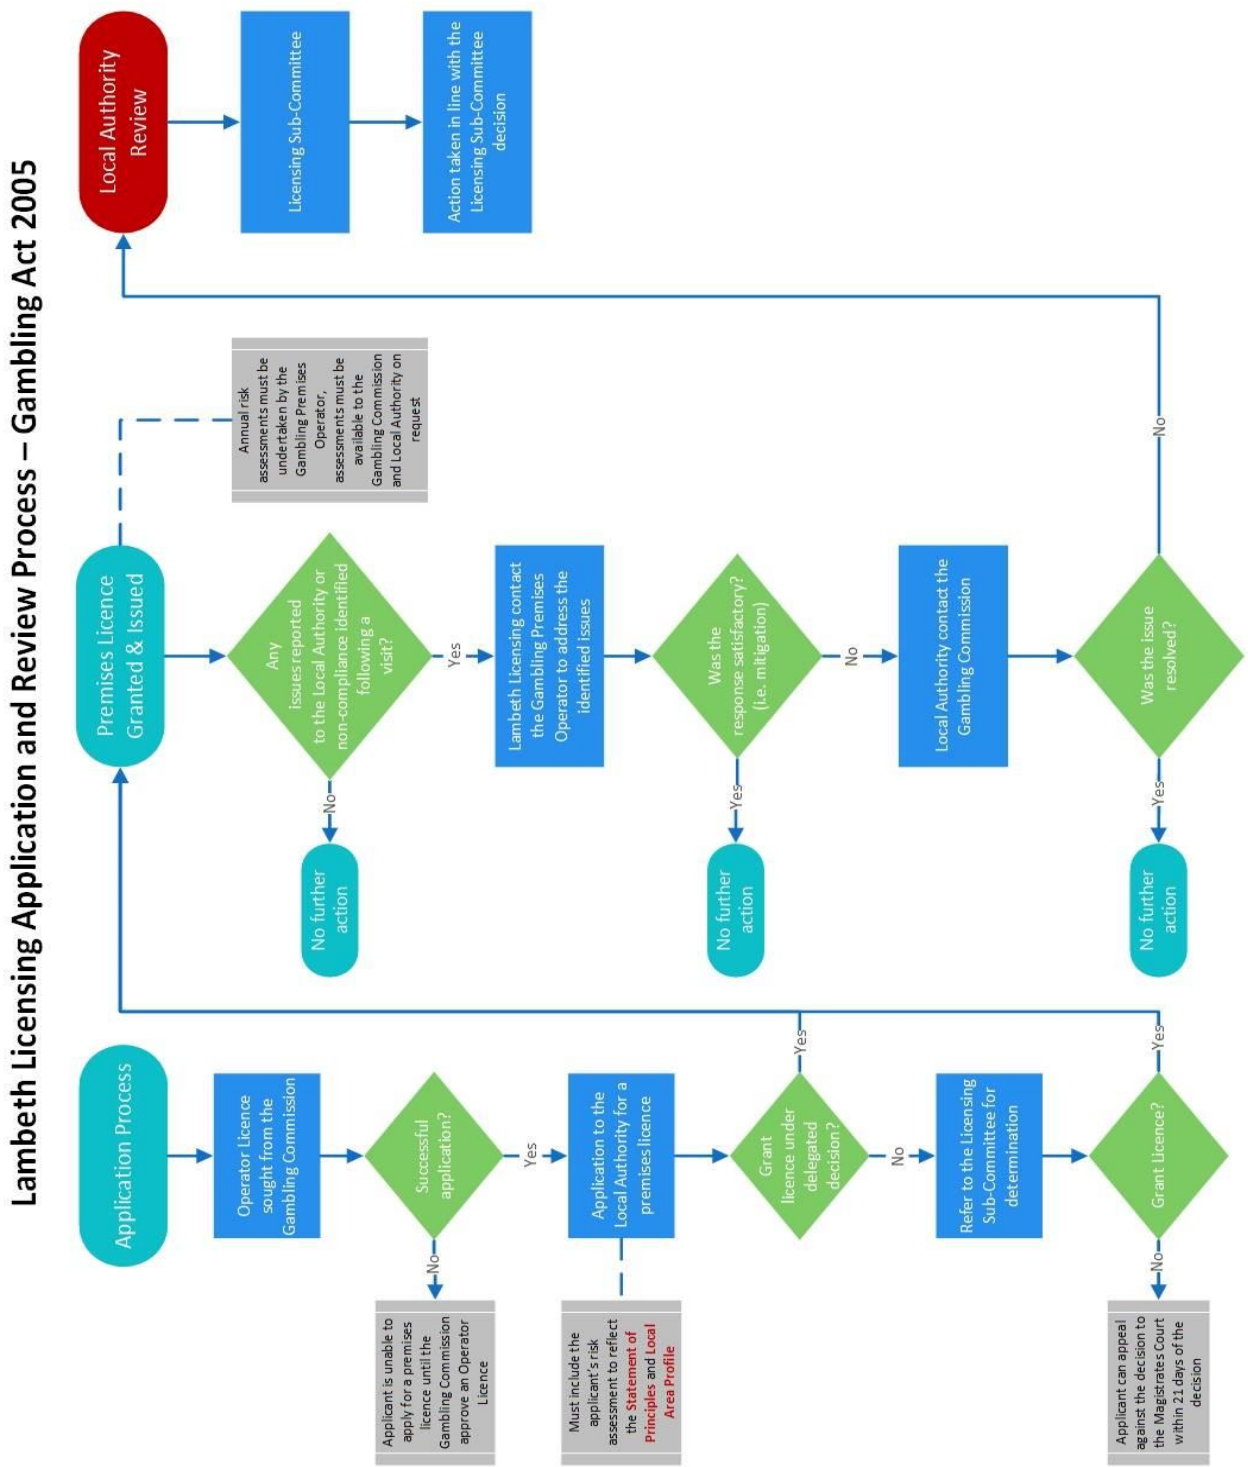 Lambeth Licensing Application and Review Process – Gambling Act 2005
Application Process
Operator Licence
sought from the
Gambling Commission
Successful
application?
No
Applicant is unable to
apply for a premises
licence until the
Gambling Commission
approve an Operator
Licence
Yes
Application to the
Local Authority for a
premises licence
Must include the
applicant's risk
assessment to reflect
the Statement of
Principles and Local
Area Profile
Grant
licence under
delegated
decision?
Yes
No
Refer to the Licensing
Sub-Committee for
determination
Grant Licence?
Yes
No
Applicant can appeal
against the decision to
the Magistrates Court
within 21 days of the
decision
Premises Licence
Granted & Issued
Annual risk
assessments must be
undertaken by the
Gambling Premises
Operator,
assessments must be
available to the
Gambling Commission
and Local Authority on
request
Any
issues reported
to the Local Authority or
non-compliance identified
following a
visit?
No
No further
action
Yes
Lambeth Licensing contact
the Gambling Premises
Operator to address the
identified issues
Was the
response satisfactory?
(i.e. mitigation)
Yes
No further
action
No
Local Authority contact the
Gambling Commission
Was the issue
resolved?
Yes
No further
action
No
Local Authority
Review
Licensing Sub-Committee
Action taken in line with the
Licensing Sub-Committee
decision